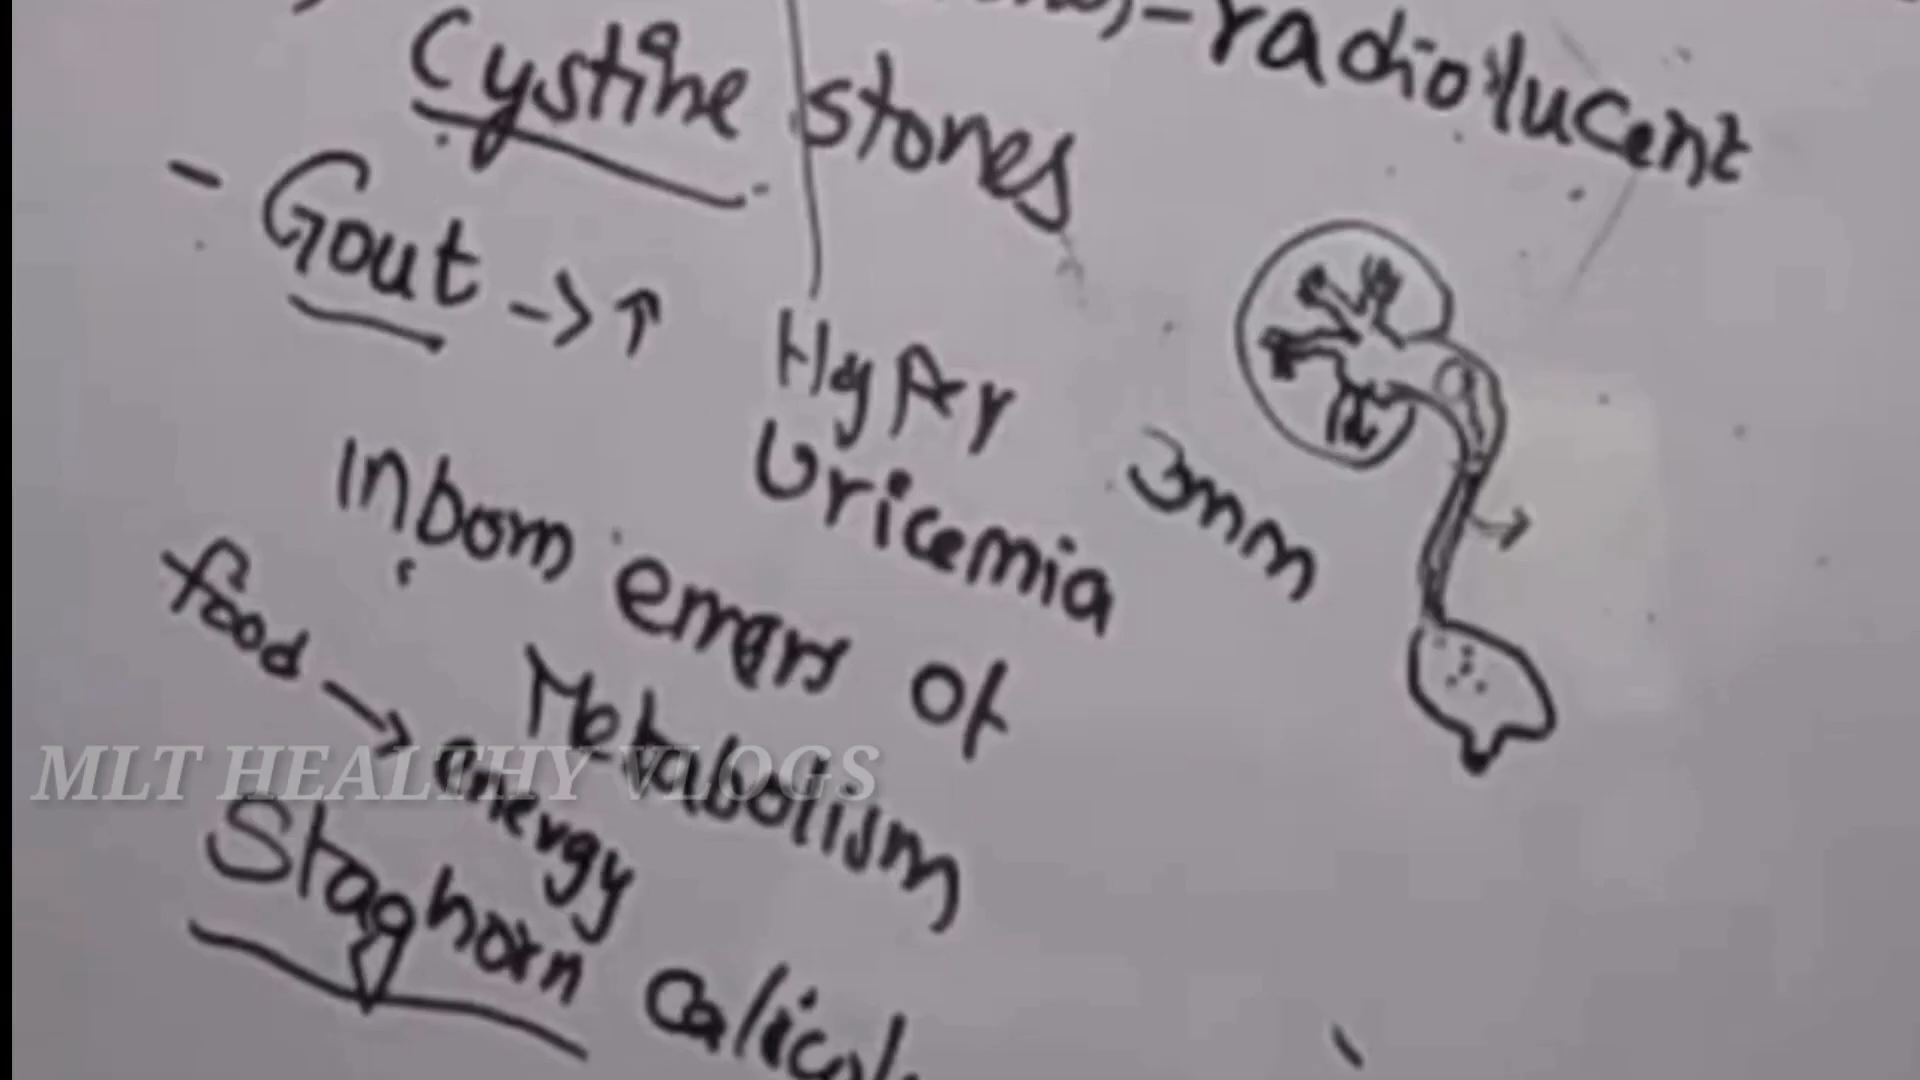 -radiolucent
Cystine stones
- Gout -> ↑ Hyper
Uricemia
3mm
Inborn errors of
Metabolism
food → energy
Staghorn
MLT HEALTHY VLOGS